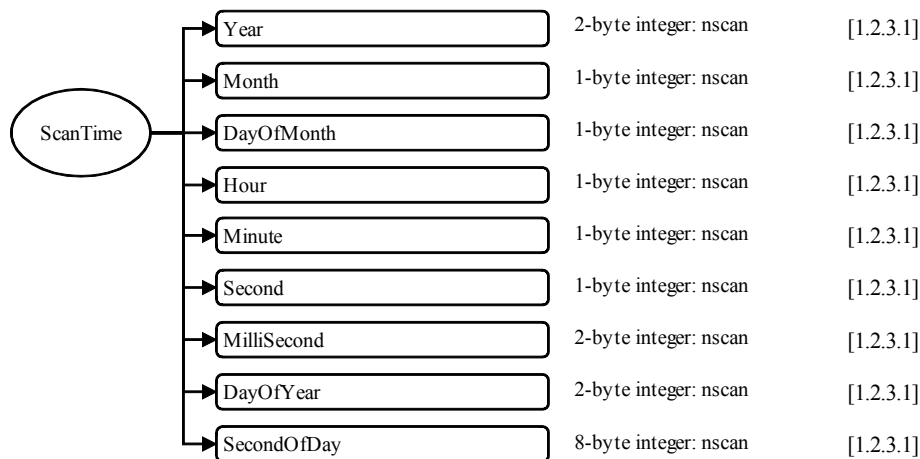 Year 2-byte integer: nscan [1.2.3.1]
Month 1-byte integer: nscan [1.2.3.1]
ScanTime DayOfMonth 1-byte integer: nscan [1.2.3.1]
Hour 1-byte integer: nscan [1.2.3.1]
Minute 1-byte integer: nscan [1.2.3.1]
Second 1-byte integer: nscan [1.2.3.1]
MilliSecond 2-byte integer: nscan [1.2.3.1]
DayOfYear 2-byte integer: nscan [1.2.3.1]
SecondOfDay 8-byte integer: nscan [1.2.3.1]